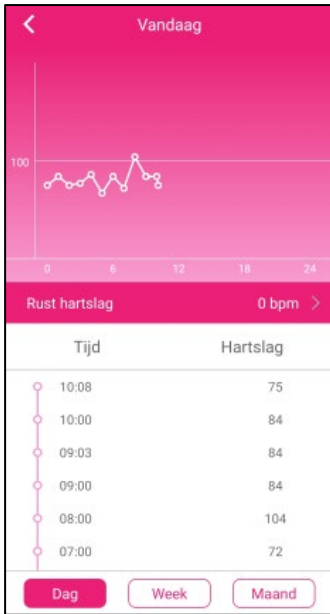 Vandaag
100
0 6 12 18 24
Rust hartslag 0 bpm
Tijd Hartslag
10:08 75
10:00 84
09:03 84
09:00 84
08:00 104
07:00 72
Dag Week Maand